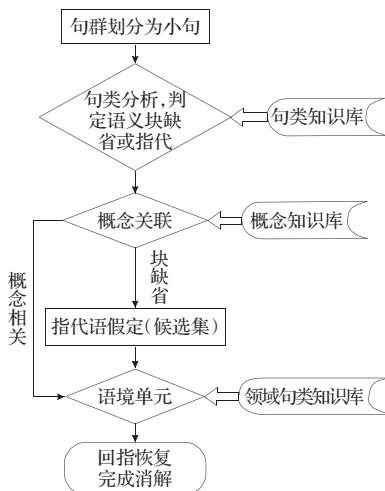 句群划分为小句
句类分析,判
定语义块缺
省或指代
句类知识库
概念关联
概念知识库
块缺省
概念相关
指代语假定(候选集)
语境单元
领域句类知识库
回指恢复
完成消解